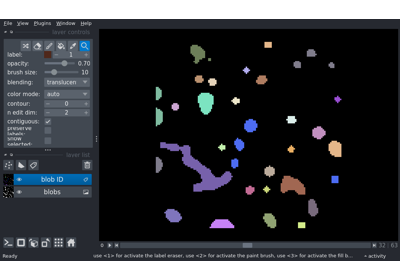 File View Plugins Window Help
layer controls
label: 1
opacity: 0.70
brush size: 10
blending: translucen
color mode: auto
contour: 0
n edit dim: 2
contiguous:
preserve
labels:
show
selected:
layer list
blob ID
blobs
32 63
Ready
use <1> for activate the label eraser, use <2> for activate the paint brush, use <3> for activate the fill b...
activity